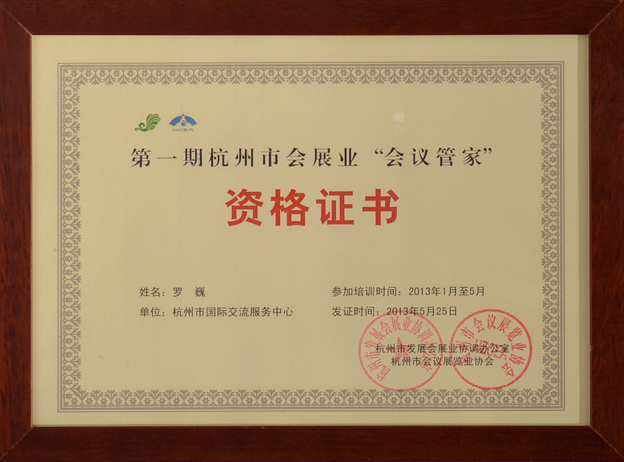 第一期杭州市会展业“会议管家”
资格证书
姓名：罗 巍
参加培训时间：2013年1月至5月
单位：杭州市国际交流服务中心
发证时间：2013年5月25日
杭州市发展会展业协调办公室
杭州市会议展览业协会